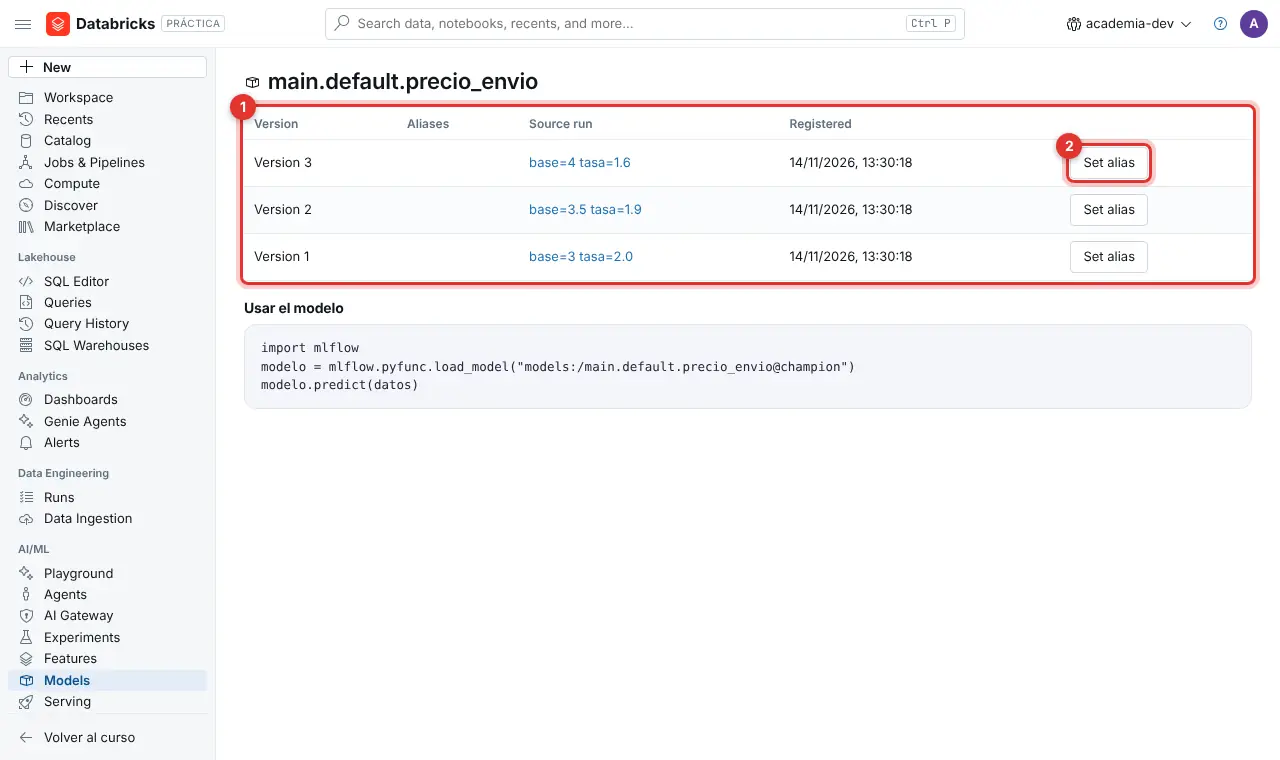 Databricks PRÁCTICA
Search data, notebooks, recents, and more... Ctrl P
academia-dev
?
A
New
Workspace
Recents
Catalog
Jobs & Pipelines
Compute
Discover
Marketplace
Lakehouse
SQL Editor
Queries
Query History
SQL Warehouses
Analytics
Dashboards
Genie Agents
Alerts
Data Engineering
Runs
Data Ingestion
AI/ML
Playground
Agents
AI Gateway
Experiments
Features
Models
Serving
Volver al curso
main.default.precio_envio
1
Version Aliases Source run Registered
2
Version 3 base=4 tasa=1.6 14/11/2026, 13:30:18 Set alias
Version 2 base=3.5 tasa=1.9 14/11/2026, 13:30:18 Set alias
Version 1 base=3 tasa=2.0 14/11/2026, 13:30:18 Set alias
Usar el modelo
import mlflow
modelo = mlflow.pyfunc.load_model("models:/main.default.precio_envio@champion")
modelo.predict(datos)